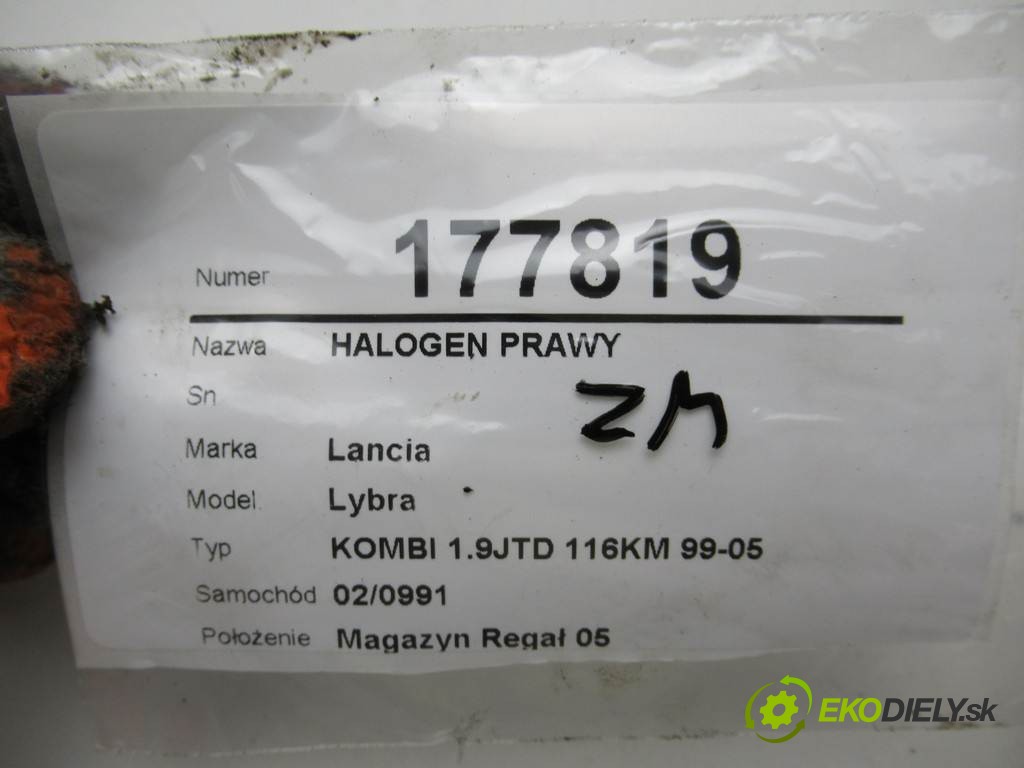 Numer 177819
Nazwa HALOGEN PRAWY
Sn
ZM
Marka Lancia
Model Lybra
Typ KOMBI 1.9JTD 116KM 99-05
Samochód 02/0991
Położenie Magazyn Regał 05
EKODIELY.sk